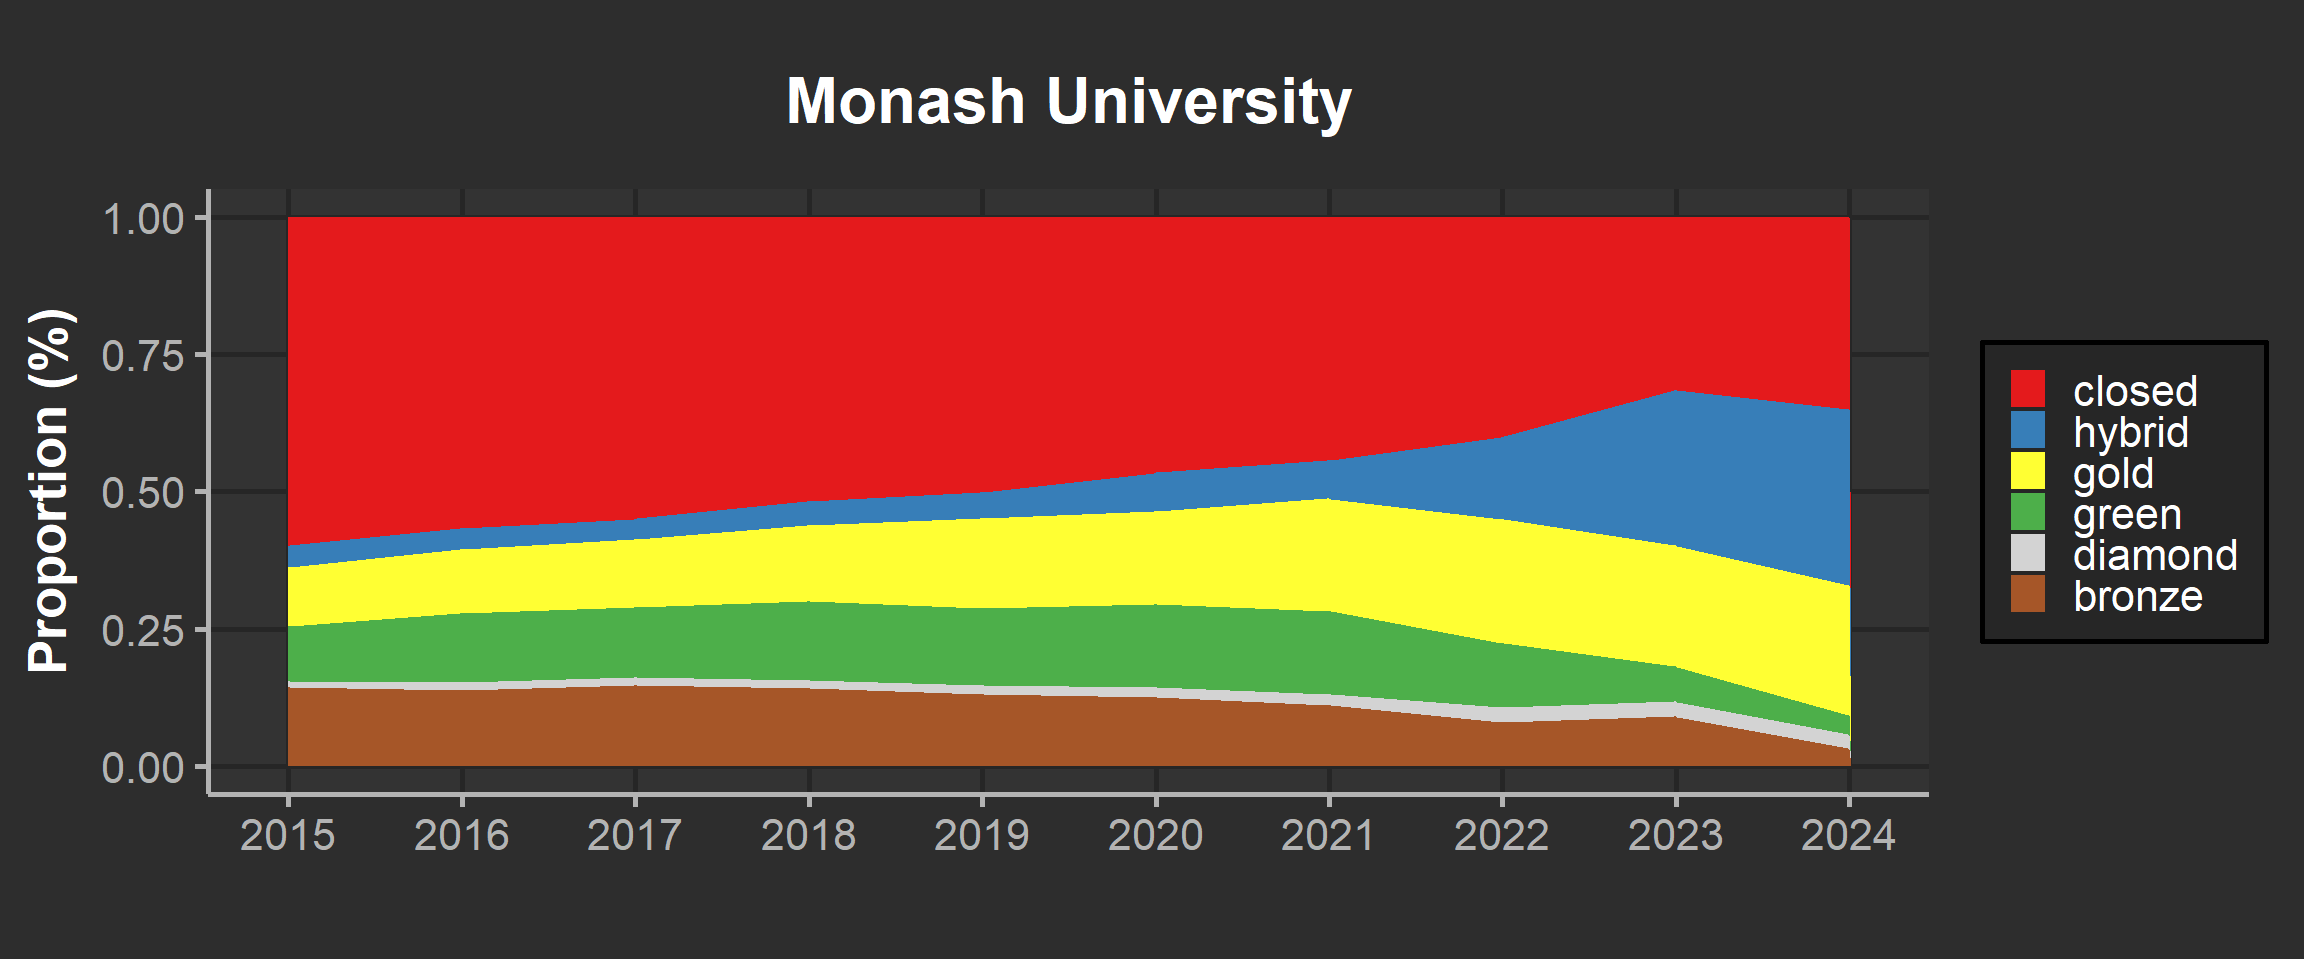 Monash University
Proportion (%)
1.00
0.75
0.50
0.25
0.00
2015 2016 2017 2018 2019 2020 2021 2022 2023 2024
closed
hybrid
gold
green
diamond
bronze